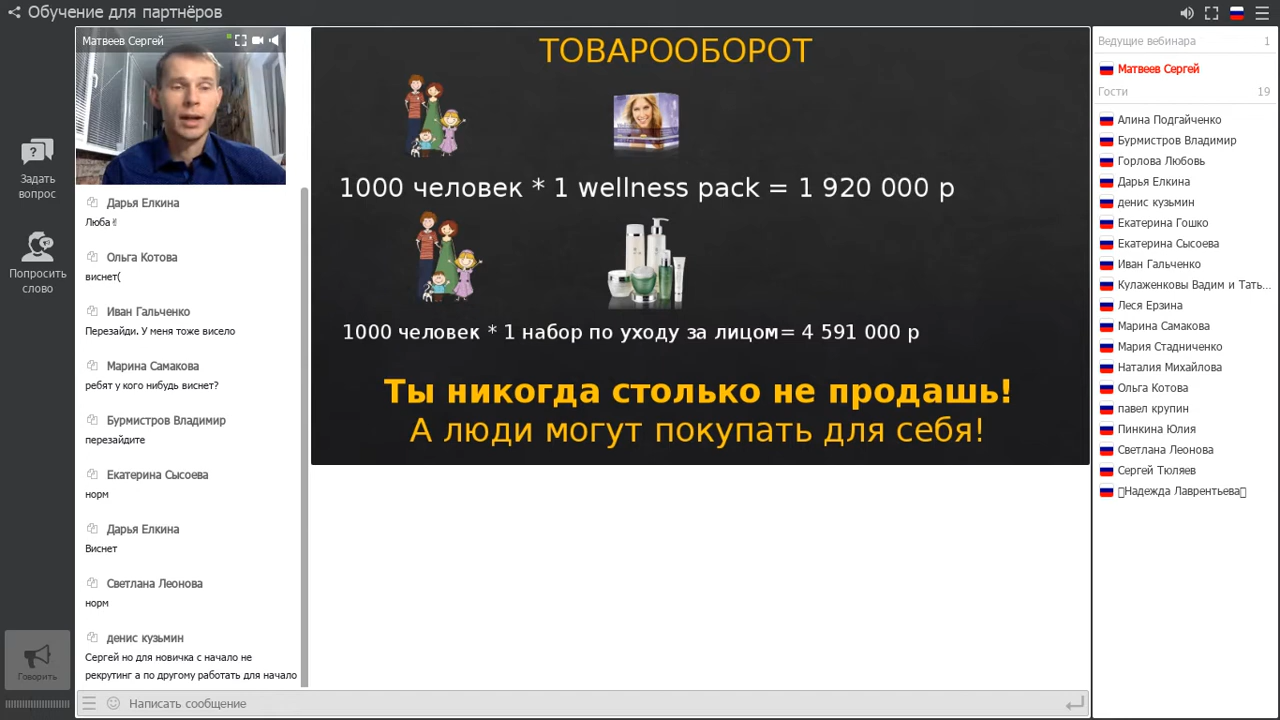 Обучение для партнёров
Задать
вопрос
Попросить
слово
Говорить
Матвеев Сергей
Дарья Елкина
Люба✌
Ольга Котова
виснет(
Иван Гальченко
Перезайди. У меня тоже висело
Марина Самакова
ребят у кого нибудь виснет?
Бурмистров Владимир
перезайдите
Екатерина Сысоева
норм
Дарья Елкина
Виснет
Светлана Леонова
норм
денис кузьмин
Сергей но для новичка с начало не
рекрутинг а по другому работать для начало
Написать сообщение
ТОВАРООБОРОТ
1000 человек * 1 wellness pack = 1 920 000 р
1000 человек * 1 набор по уходу за лицом= 4 591 000 р
Ты никогда столько не продашь!
А люди могут покупать для себя!
Ведущие вебинара 1
Матвеев Сергей
Гости 19
Алина Подгайченко
Бурмистров Владимир
Горлова Любовь
Дарья Елкина
денис кузьмин
Екатерина Гошко
Екатерина Сысоева
Иван Гальченко
Кулаженковы Вадим и Тать...
Леся Ерзина
Марина Самакова
Мария Стадниченко
Наталия Михайлова
Ольга Котова
павел крупин
Пинкина Юлия
Светлана Леонова
Сергей Тюляев
Надежда Лаврентьева